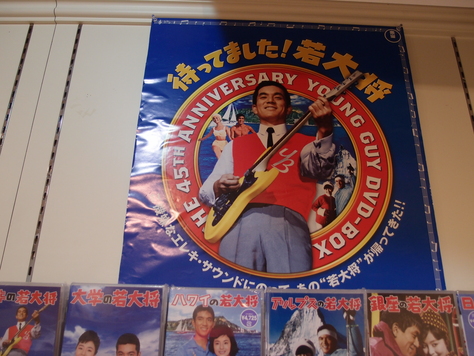 待ってました!若大将
THE 45TH ANNIVERSARY YOUNG GUY DVD-BOX
なエレキ・サウンドにのって、あの“若大将”が帰ってきた!!
の若大将
大学の若大将
ハワイの若大将
アルプスの若大将
銀座の若大将
日